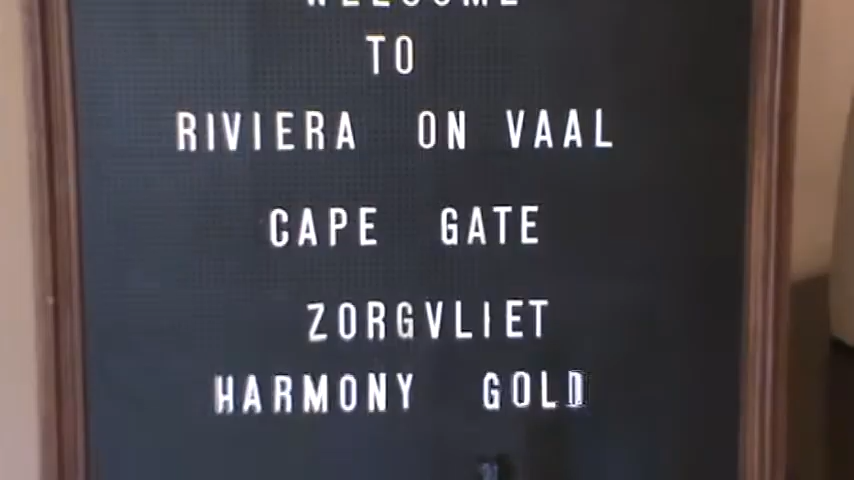 WELCOME
TO
RIVIERA ON VAAL
CAPE GATE
ZORGVLIET
HARMONY GOLD